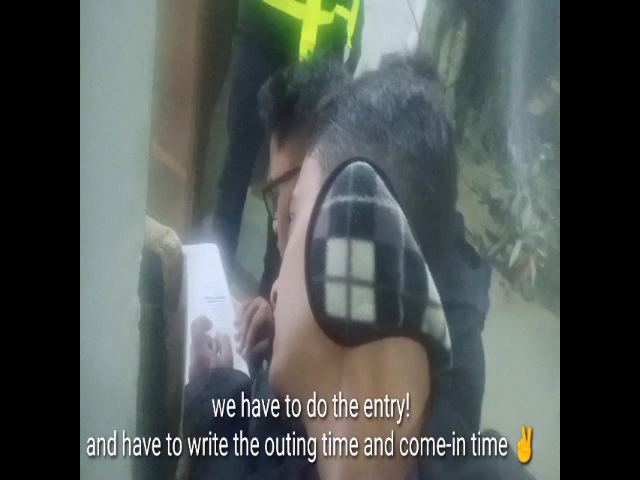 we have to do the entry!
and have to write the outing time and come-in time ✌